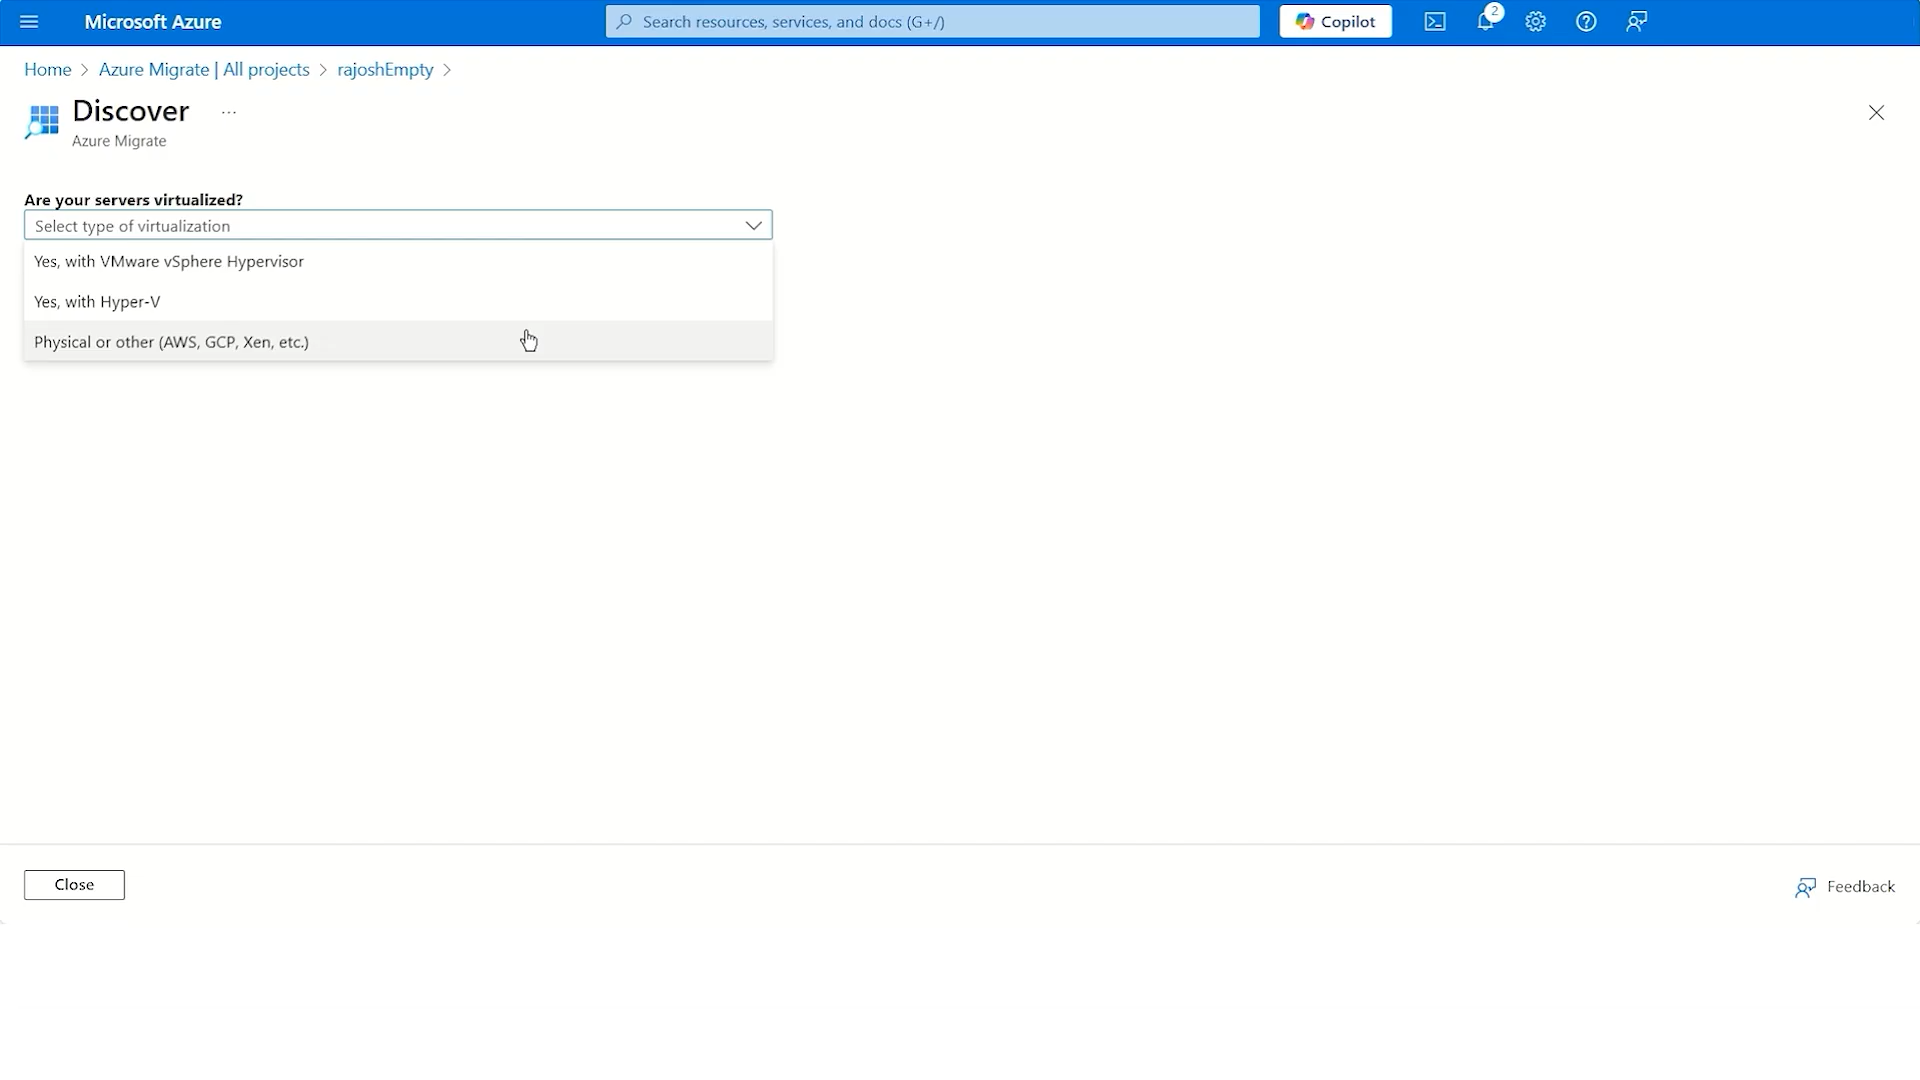 Microsoft Azure
Search resources, services, and docs (G+/)
Copilot
2
Home > Azure Migrate | All projects > rajoshEmpty >
Discover ...
Azure Migrate
Are your servers virtualized?
Select type of virtualization
Yes, with VMware vSphere Hypervisor
Yes, with Hyper-V
Physical or other (AWS, GCP, Xen, etc.)
Close
Feedback